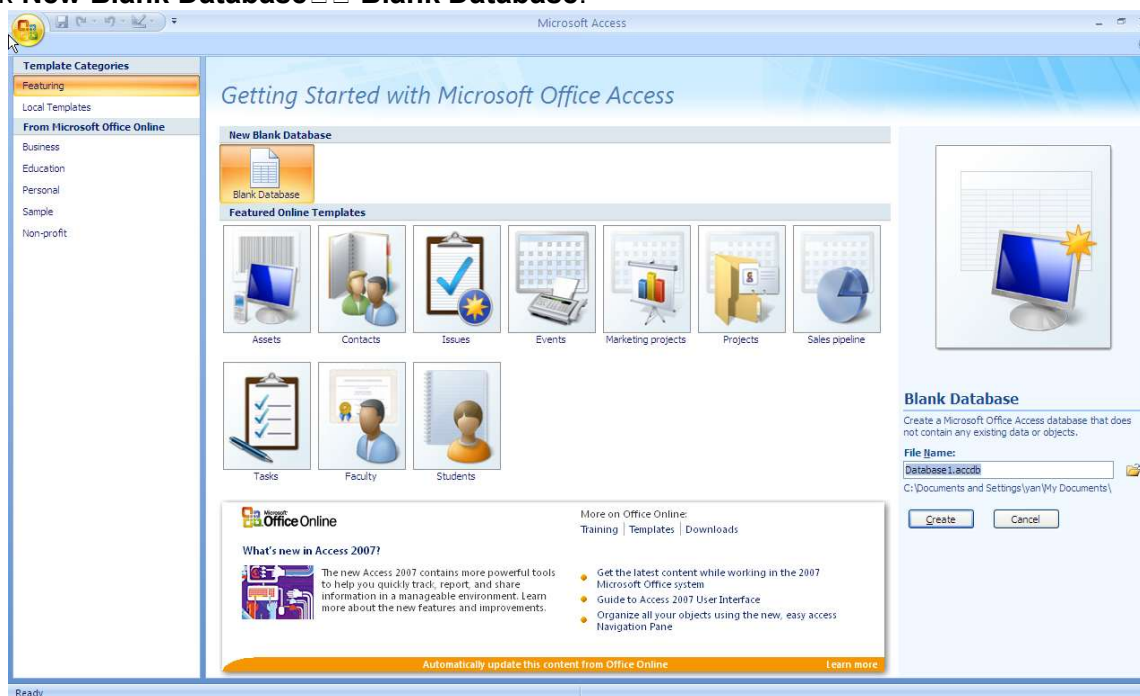 k New Blank Database□□ Blank Database.
Microsoft Access
Template Categories
Featuring
Local Templates
From Microsoft Office Online
Business
Education
Personal
Sample
Non-profit
Getting Started with Microsoft Office Access
New Blank Database
Blank Database
Featured Online Templates
Assets
Contacts
Issues
Events
Marketing projects
Projects
Sales pipeline
Tasks
Faculty
Students
Microsoft
Office Online
What's new in Access 2007?
The new Access 2007 contains more powerful tools
to help you quickly track, report, and share
information in a manageable environment. Learn
more about the new features and improvements.
More on Office Online:
Training | Templates | Downloads
Get the latest content while working in the 2007
Microsoft Office system
Guide to Access 2007 User Interface
Organize all your objects using the new, easy access
Navigation Pane
Automatically update this content from Office Online
Learn more
Blank Database
Create a Microsoft Office Access database that does
not contain any existing data or objects.
File Name:
Database1.accdb
C:\Documents and Settings\yan\My Documents\
Create
Cancel
Ready